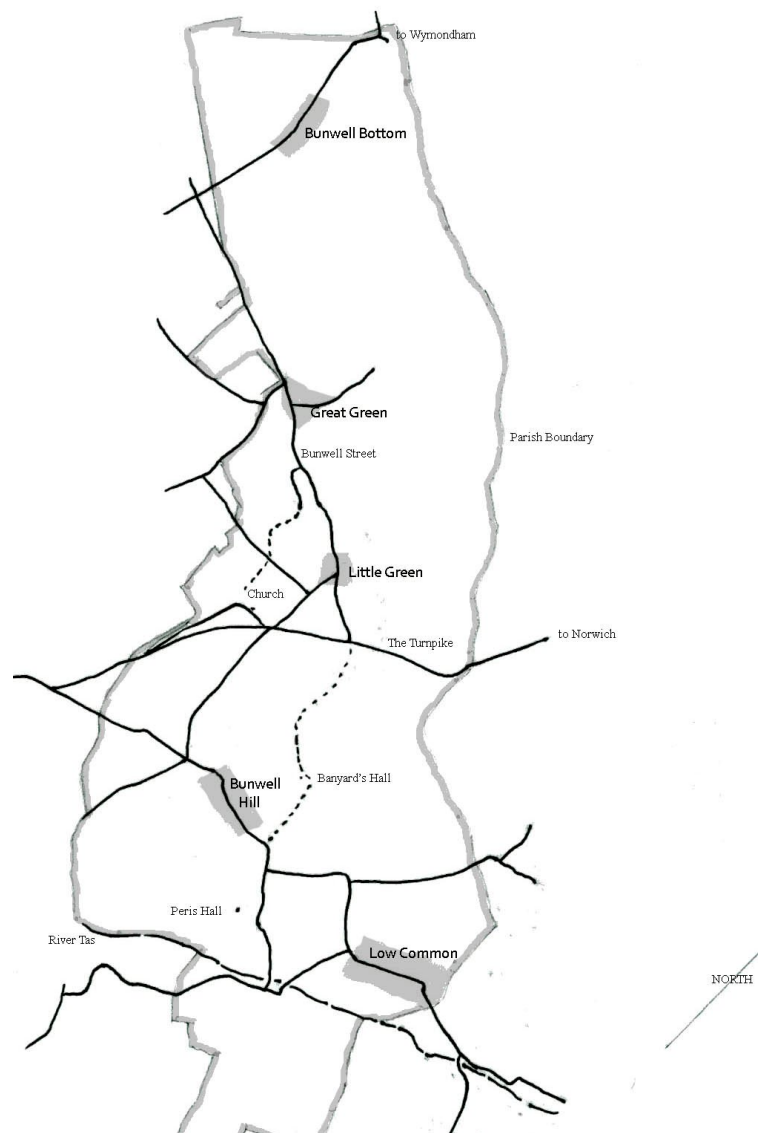 to Wymondham
Bunwell Bottom
Great Green
Parish Boundary
Bunwell Street
Little Green
Church
to Norwich
The Turnpike
Banyard's Hall
Bunwell
Hill
Peris Hall
River Tas
Low Common
NORTH